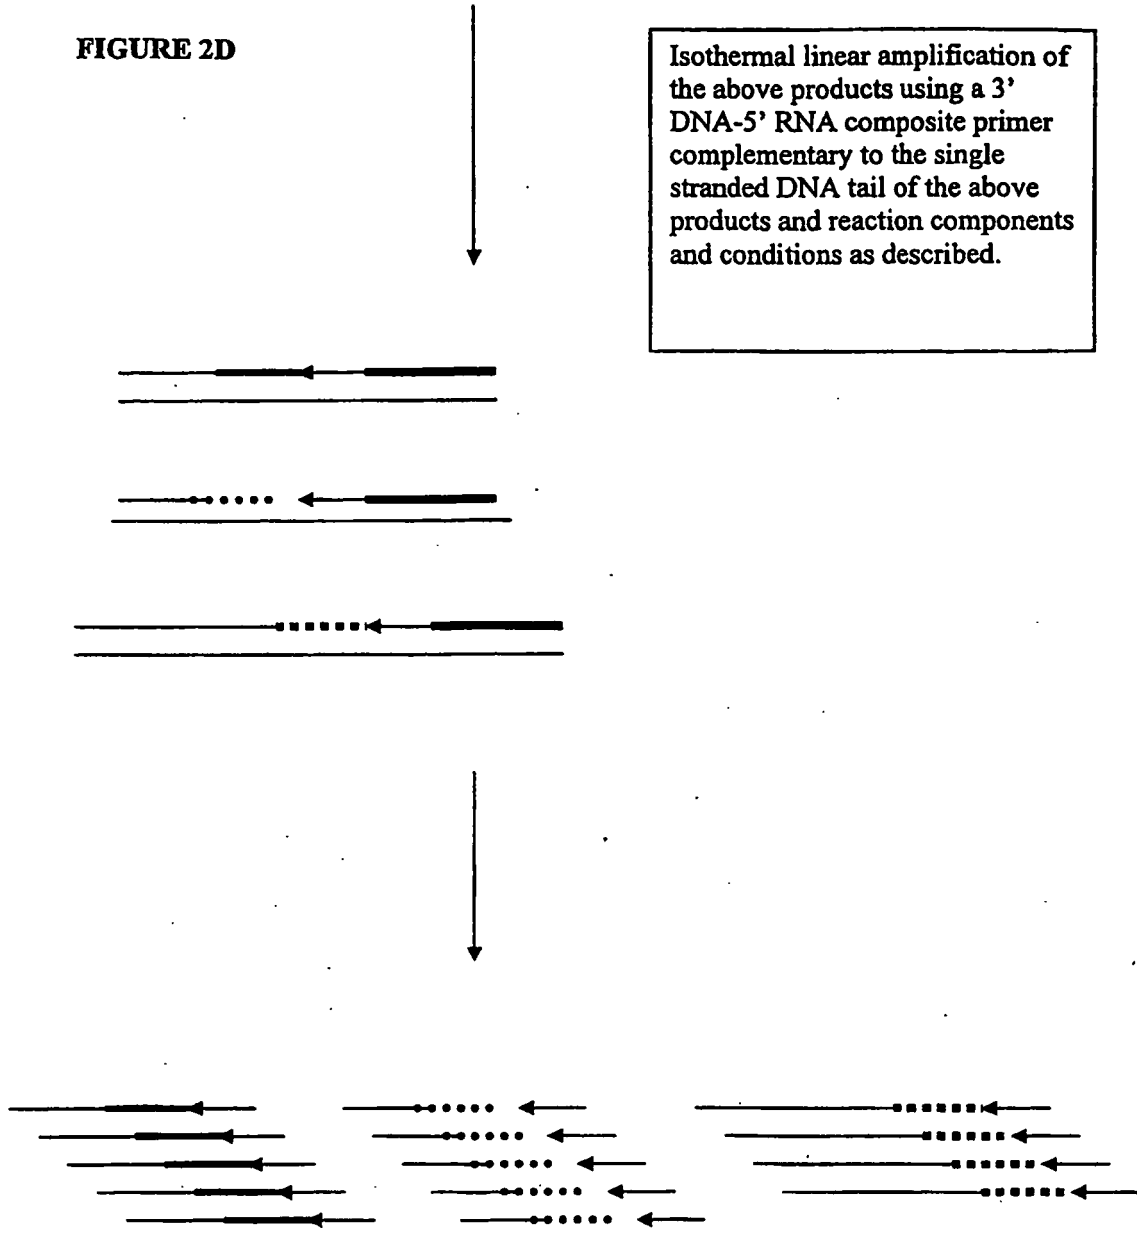 FIGURE 2D
Isothermal linear amplification of
the above products using a 3’
DNA-5’ RNA composite primer
complementary to the single
stranded DNA tail of the above
products and reaction components
and conditions as described.